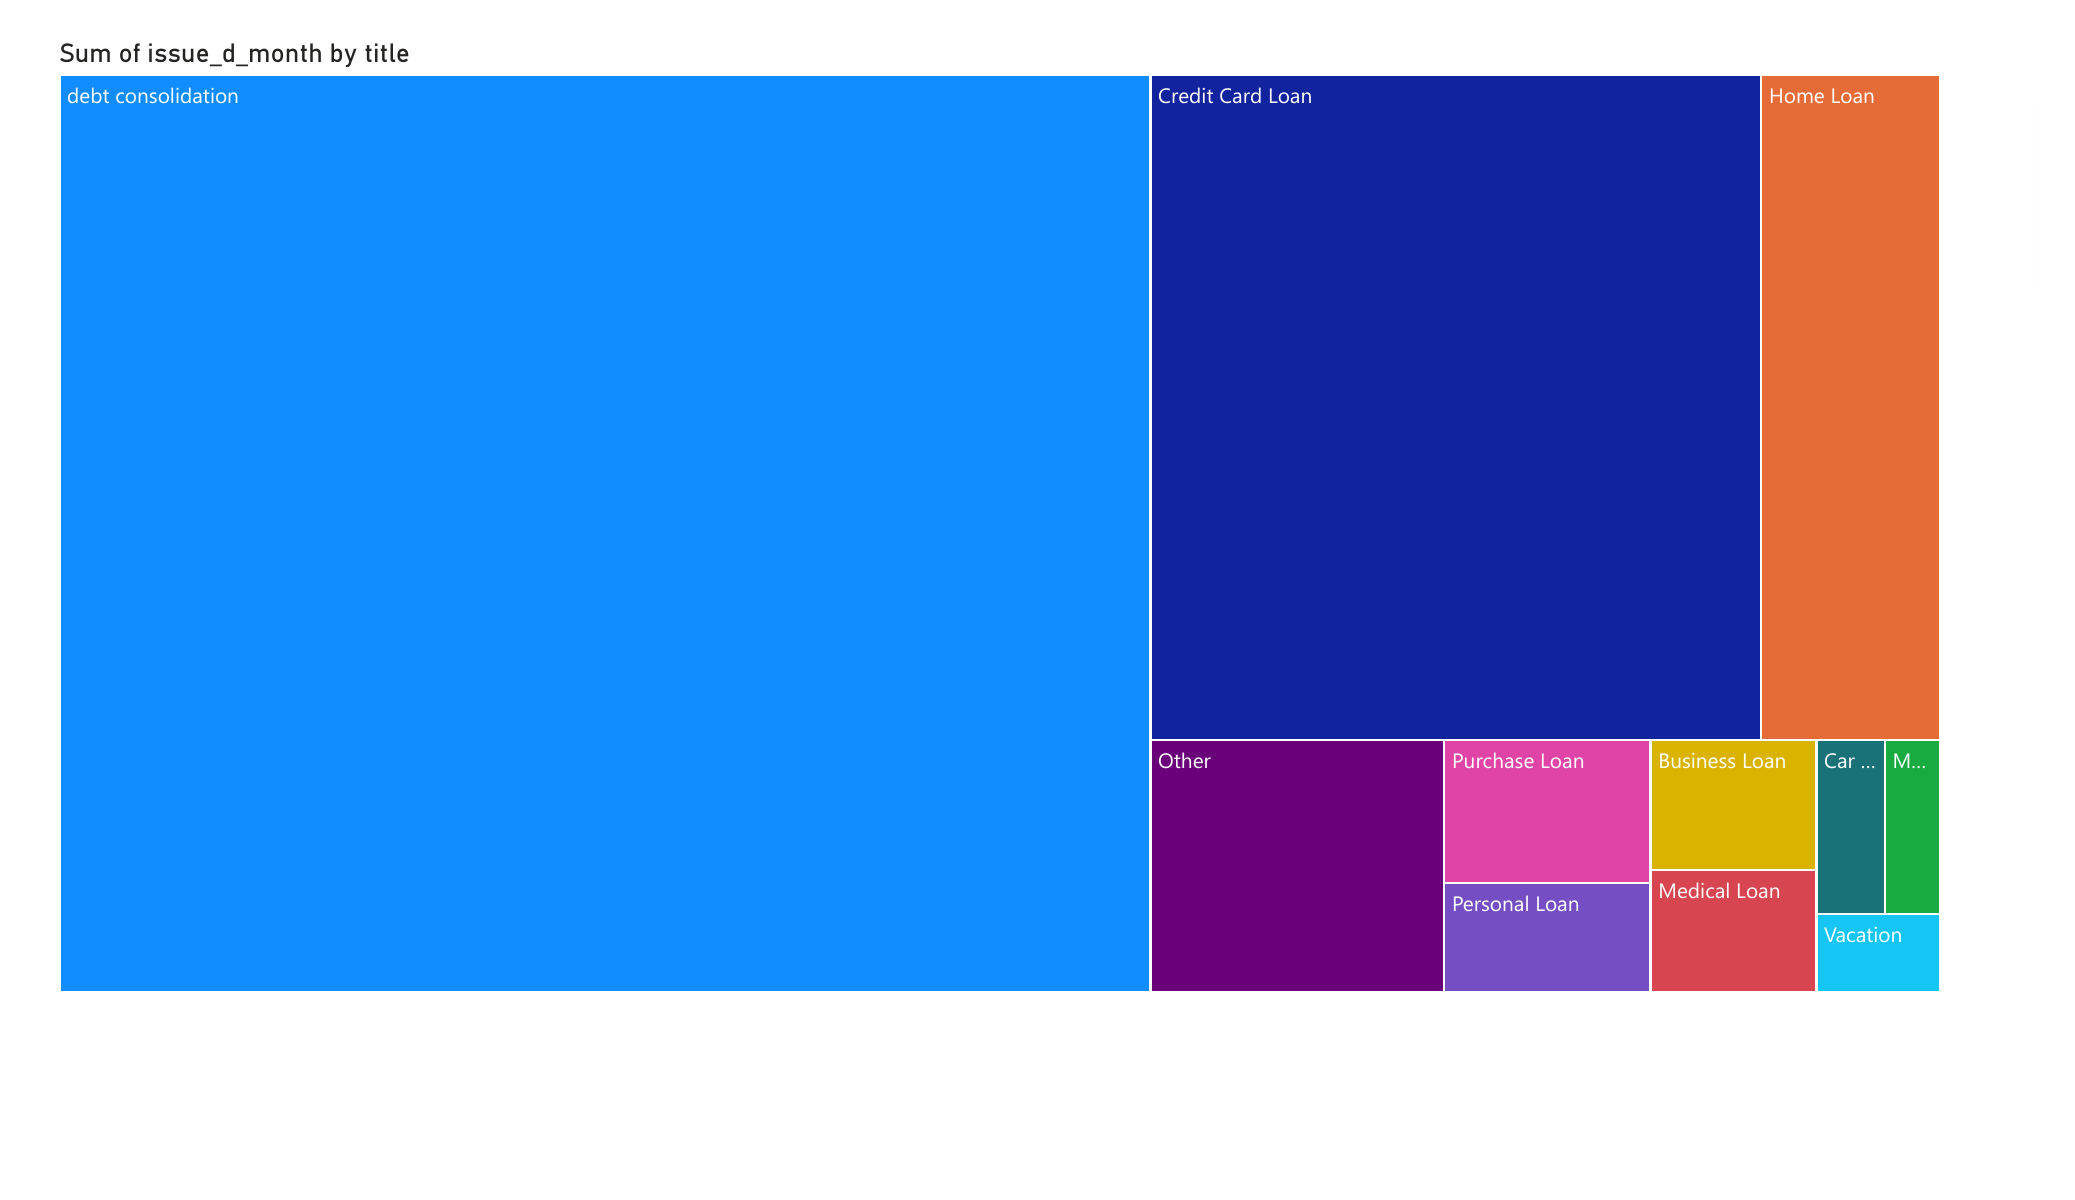 Sum of issue_d_month by title
debt consolidation
Credit Card Loan
Home Loan
Other
Purchase Loan
Business Loan
Car ...
M...
Medical Loan
Personal Loan
Vacation